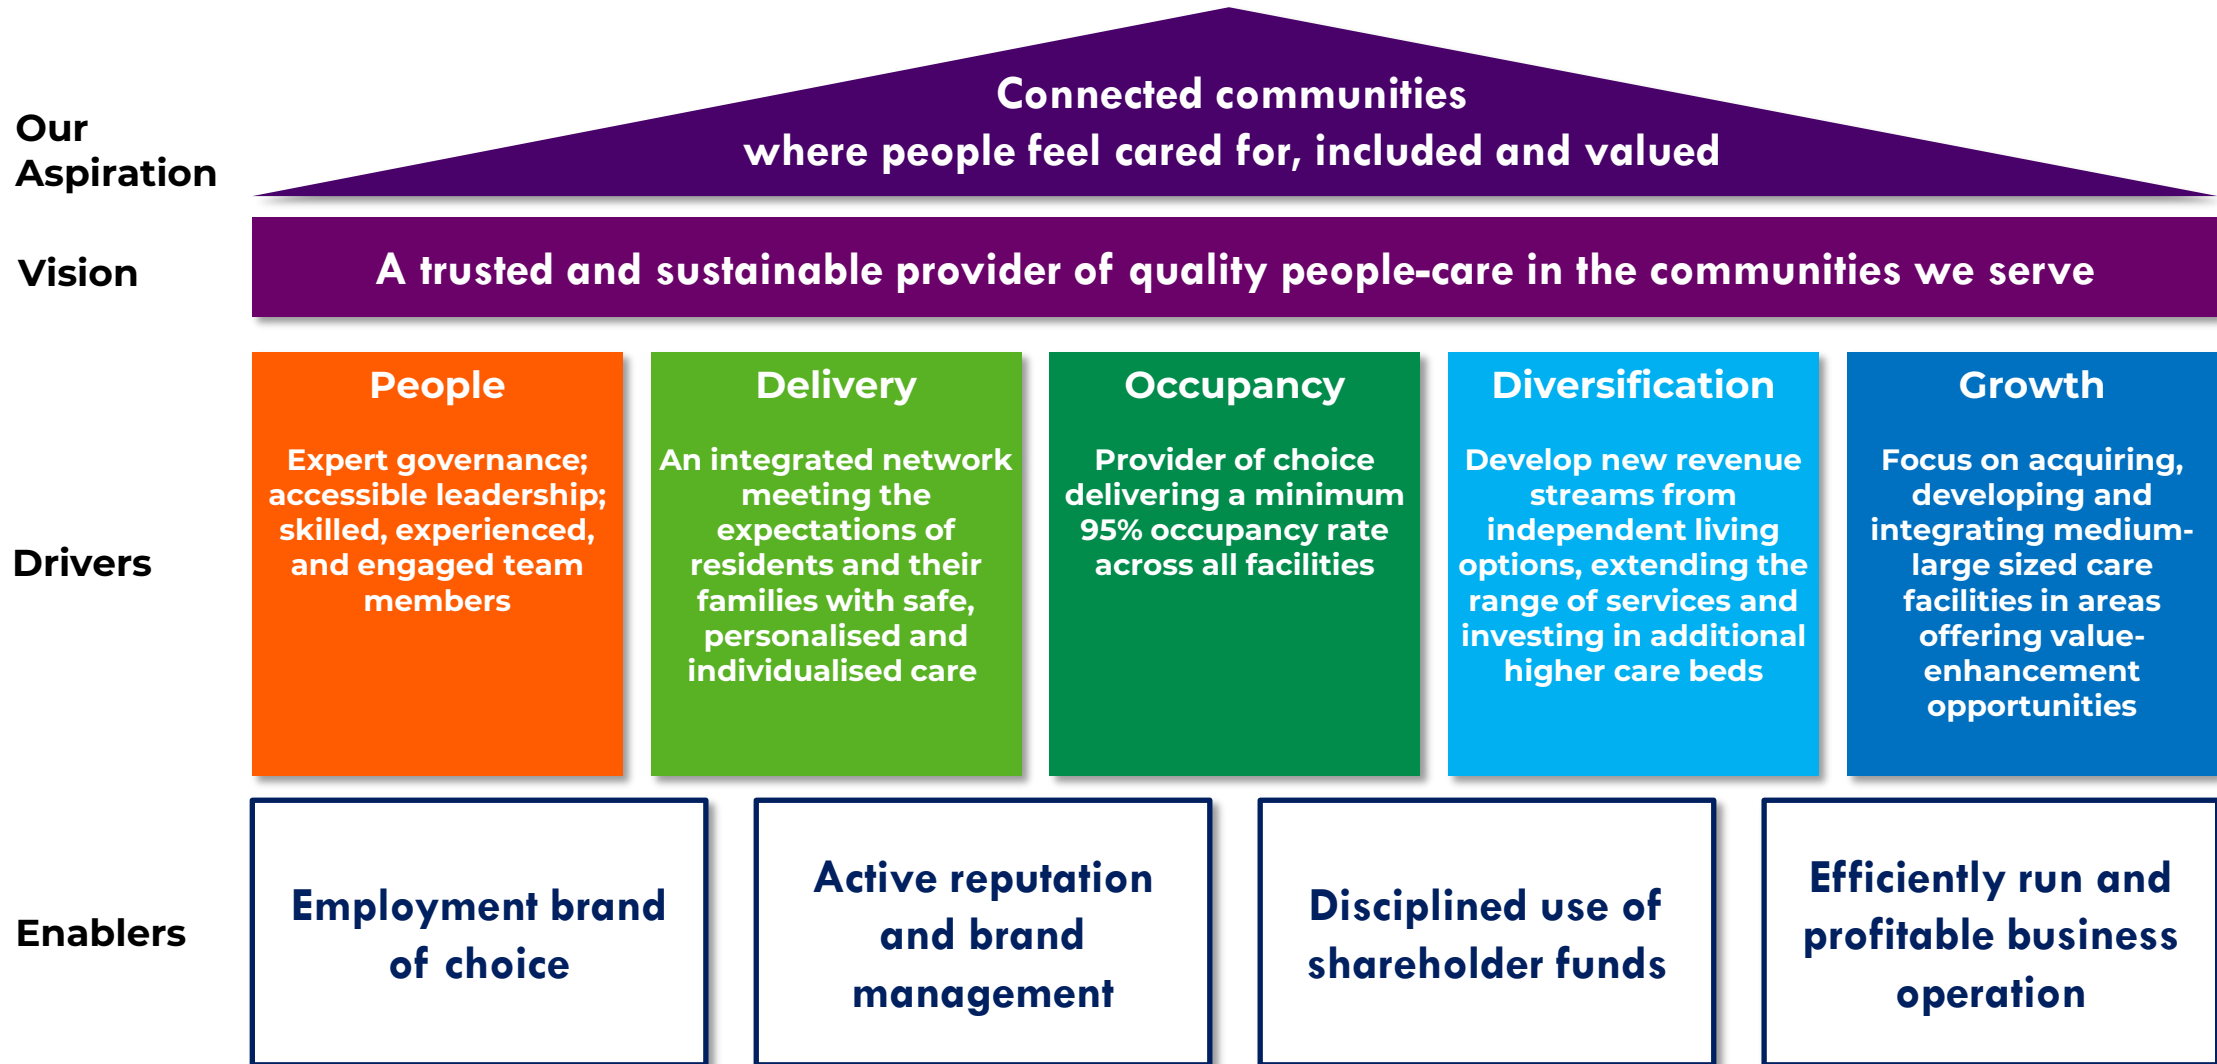 Our
Aspiration
Connected communities
where people feel cared for, included and valued
Vision
A trusted and sustainable provider of quality people-care in the communities we serve
Drivers
People
Expert governance;
accessible leadership;
skilled, experienced,
and engaged team
members
Delivery
An integrated network
meeting the
expectations of
residents and their
families with safe,
personalised and
individualised care
Occupancy
Provider of choice
delivering a minimum
95% occupancy rate
across all facilities
Diversification
Develop new revenue
streams from
independent living
options, extending the
range of services and
investing in additional
higher care beds
Growth
Focus on acquiring,
developing and
integrating medium-
large sized care
facilities in areas
offering value-
enhancement
opportunities
Enablers
Employment brand
of choice
Active reputation
and brand
management
Disciplined use of
shareholder funds
Efficiently run and
profitable business
operation